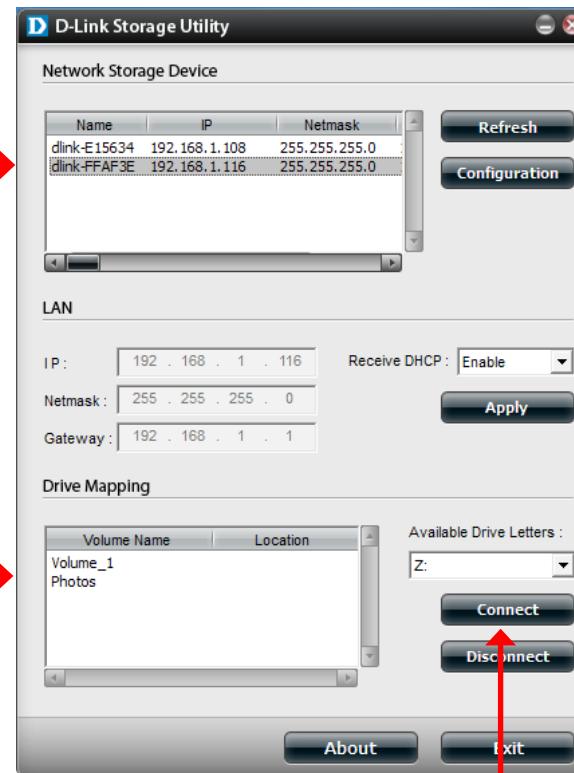 D D-Link Storage Utility
Network Storage Device
Name IP Netmask
dlink-E15634 192.168.1.108 255.255.255.0
dlink-FFAF3E 192.168.1.116 255.255.255.0
Refresh
Configuration
LAN
IP: 192 . 168 . 1 . 116
Receive DHCP : Enable
Netmask : 255 . 255 . 255 . 0
Apply
Gateway : 192 . 168 . 1 . 1
Drive Mapping
Volume Name Location
Volume_1
Photos
Available Drive Letters :
Z:
Connect
Disconnect
About Exit